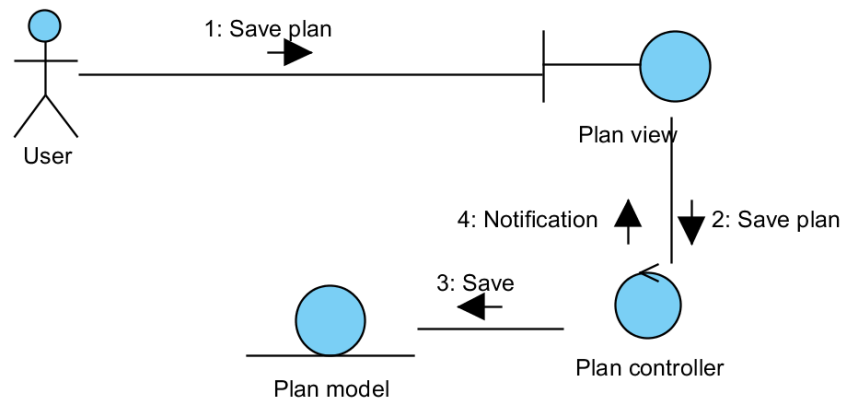 1: Save plan
User
Plan view
4: Notification
2: Save plan
3: Save
Plan controller
Plan model